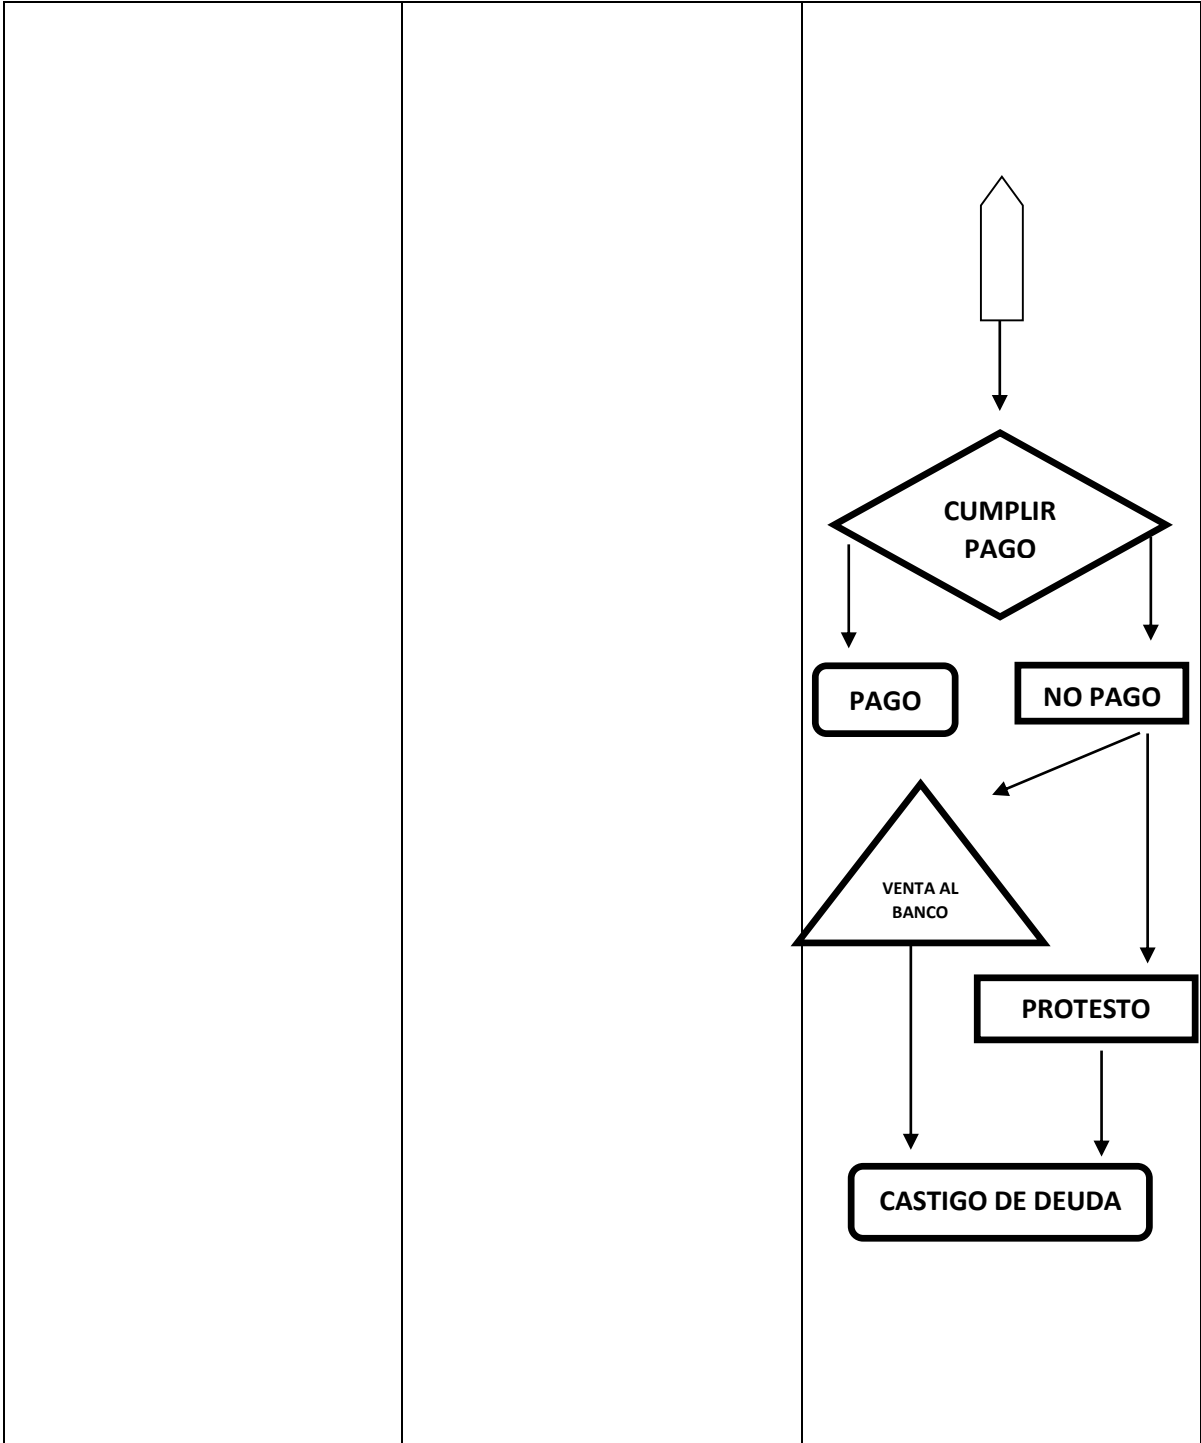 CUMPLIR
PAGO
PAGO
NO PAGO
VENTA AL
BANCO
PROTESTO
CASTIGO DE DEUDA